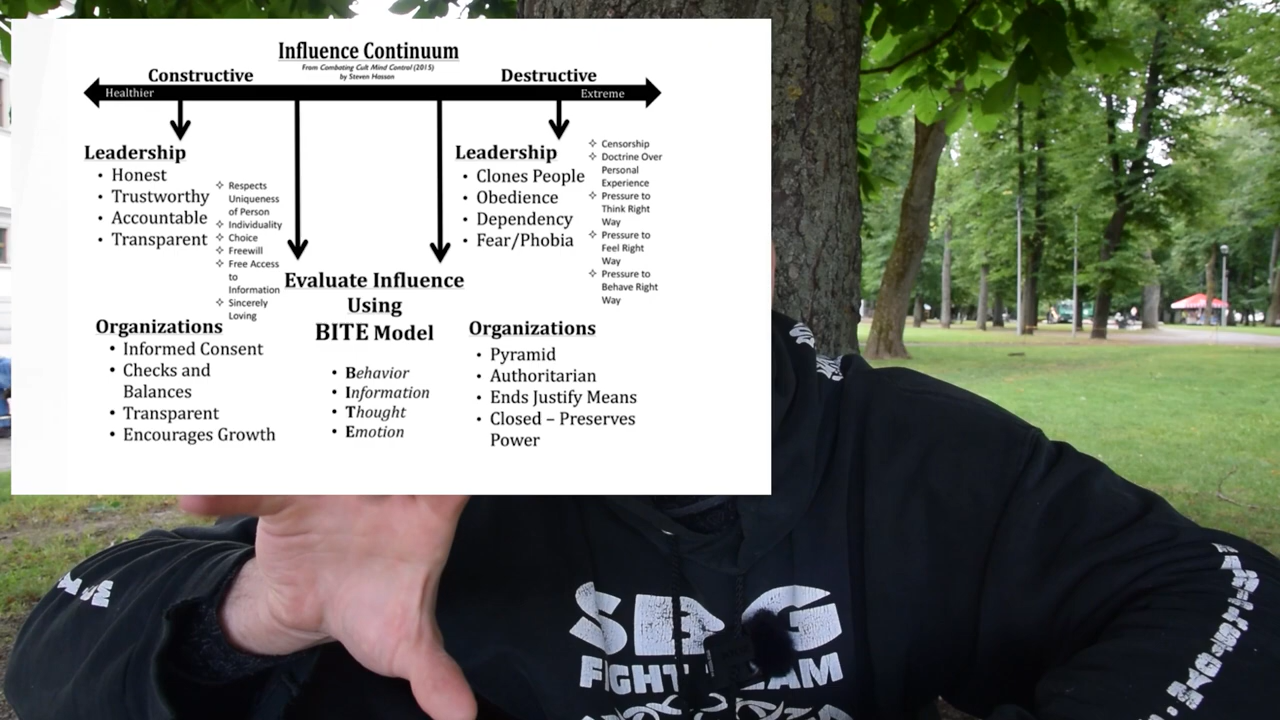 Influence Continuum
From Combating Cult Mind Control (2015)
by Steven Hassan
Constructive
Destructive
Healthier
Extreme
Leadership
• Honest
• Trustworthy
• Accountable
• Transparent
✧ Respects
Uniqueness
of Person
✧ Individuality
✧ Choice
✧ Freewill
✧ Free Access
to
Information
✧ Sincerely
Loving
Leadership
• Clones People
• Obedience
• Dependency
• Fear/Phobia
✧ Censorship
✧ Doctrine Over
Personal
Experience
✧ Pressure to
Think Right
Way
✧ Pressure to
Feel Right
Way
✧ Pressure to
Behave Right
Way
Evaluate Influence
Using
BITE Model
• Behavior
• Information
• Thought
• Emotion
Organizations
• Informed Consent
• Checks and
Balances
• Transparent
• Encourages Growth
Organizations
• Pyramid
• Authoritarian
• Ends Justify Means
• Closed – Preserves
Power
SBG